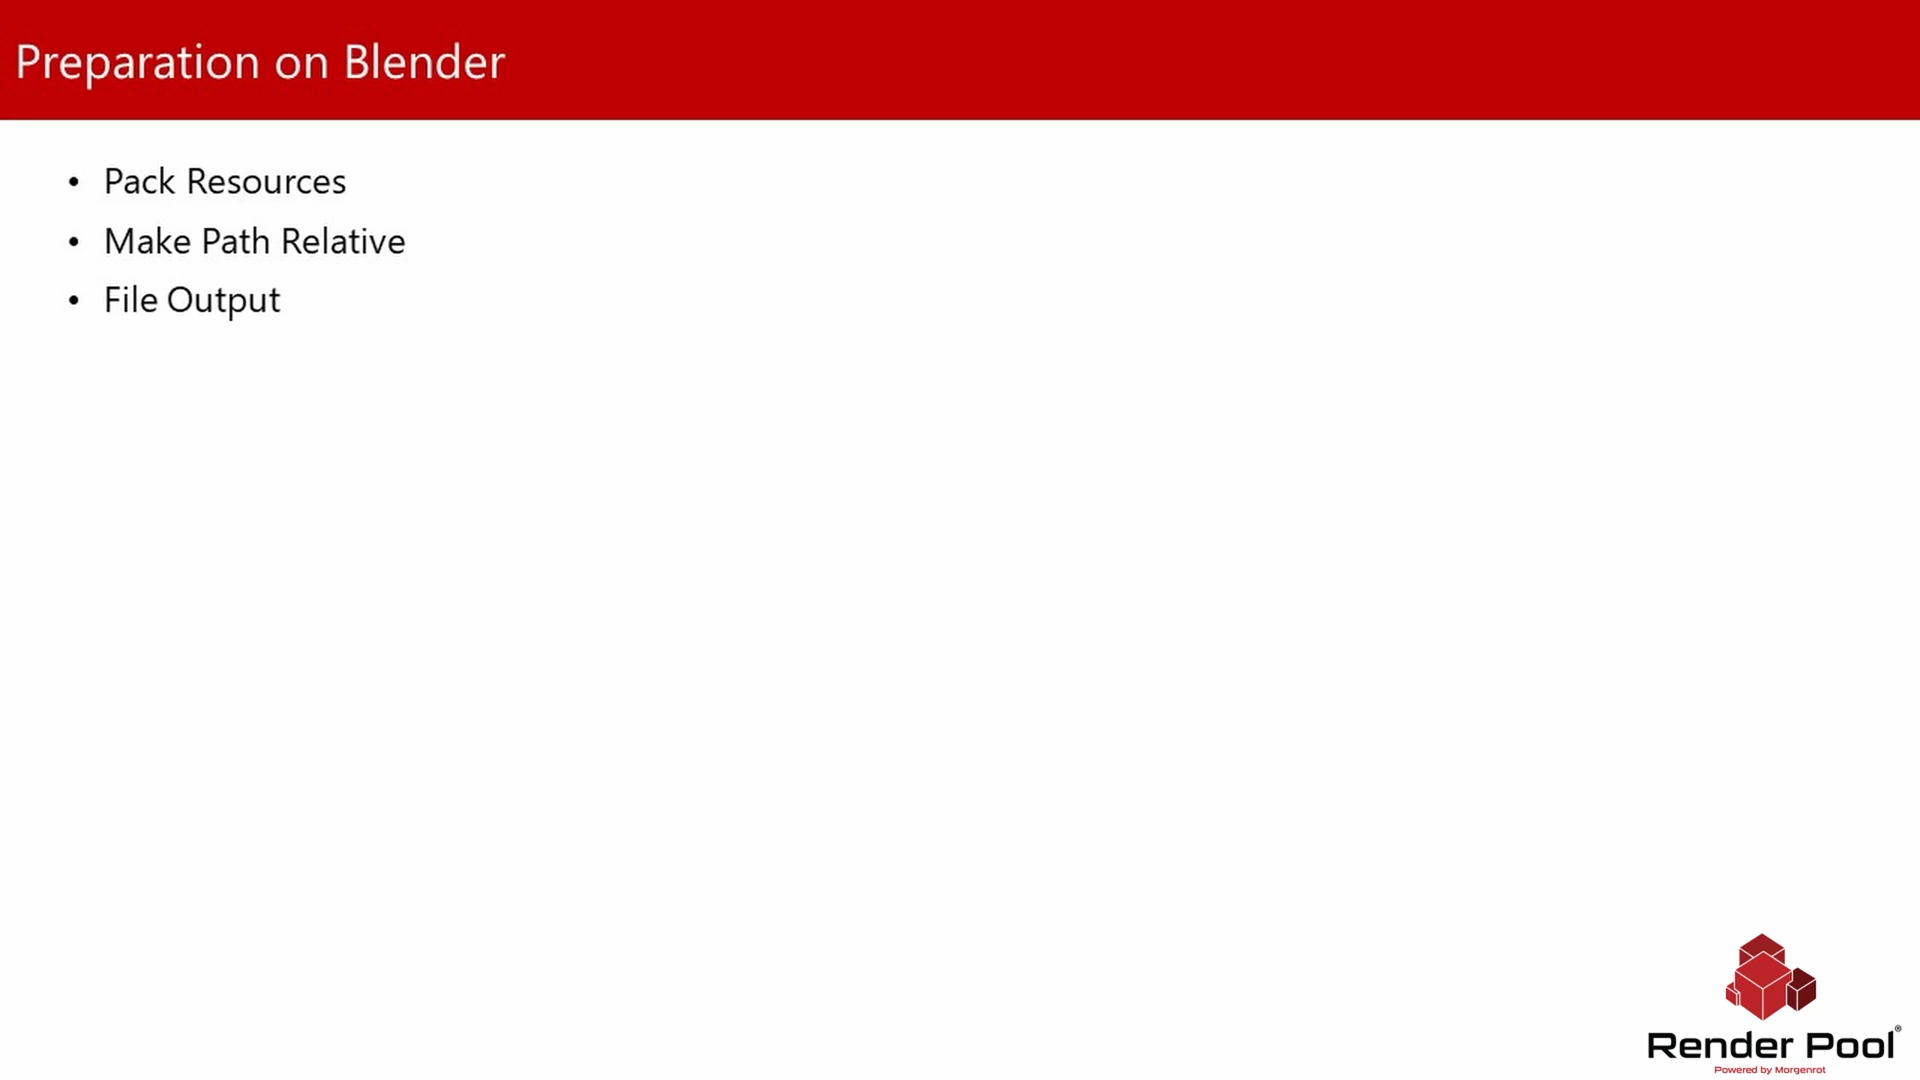 Preparation on Blender
• Pack Resources
• Make Path Relative
• File Output
Render Pool®
Powered by Morgenrot